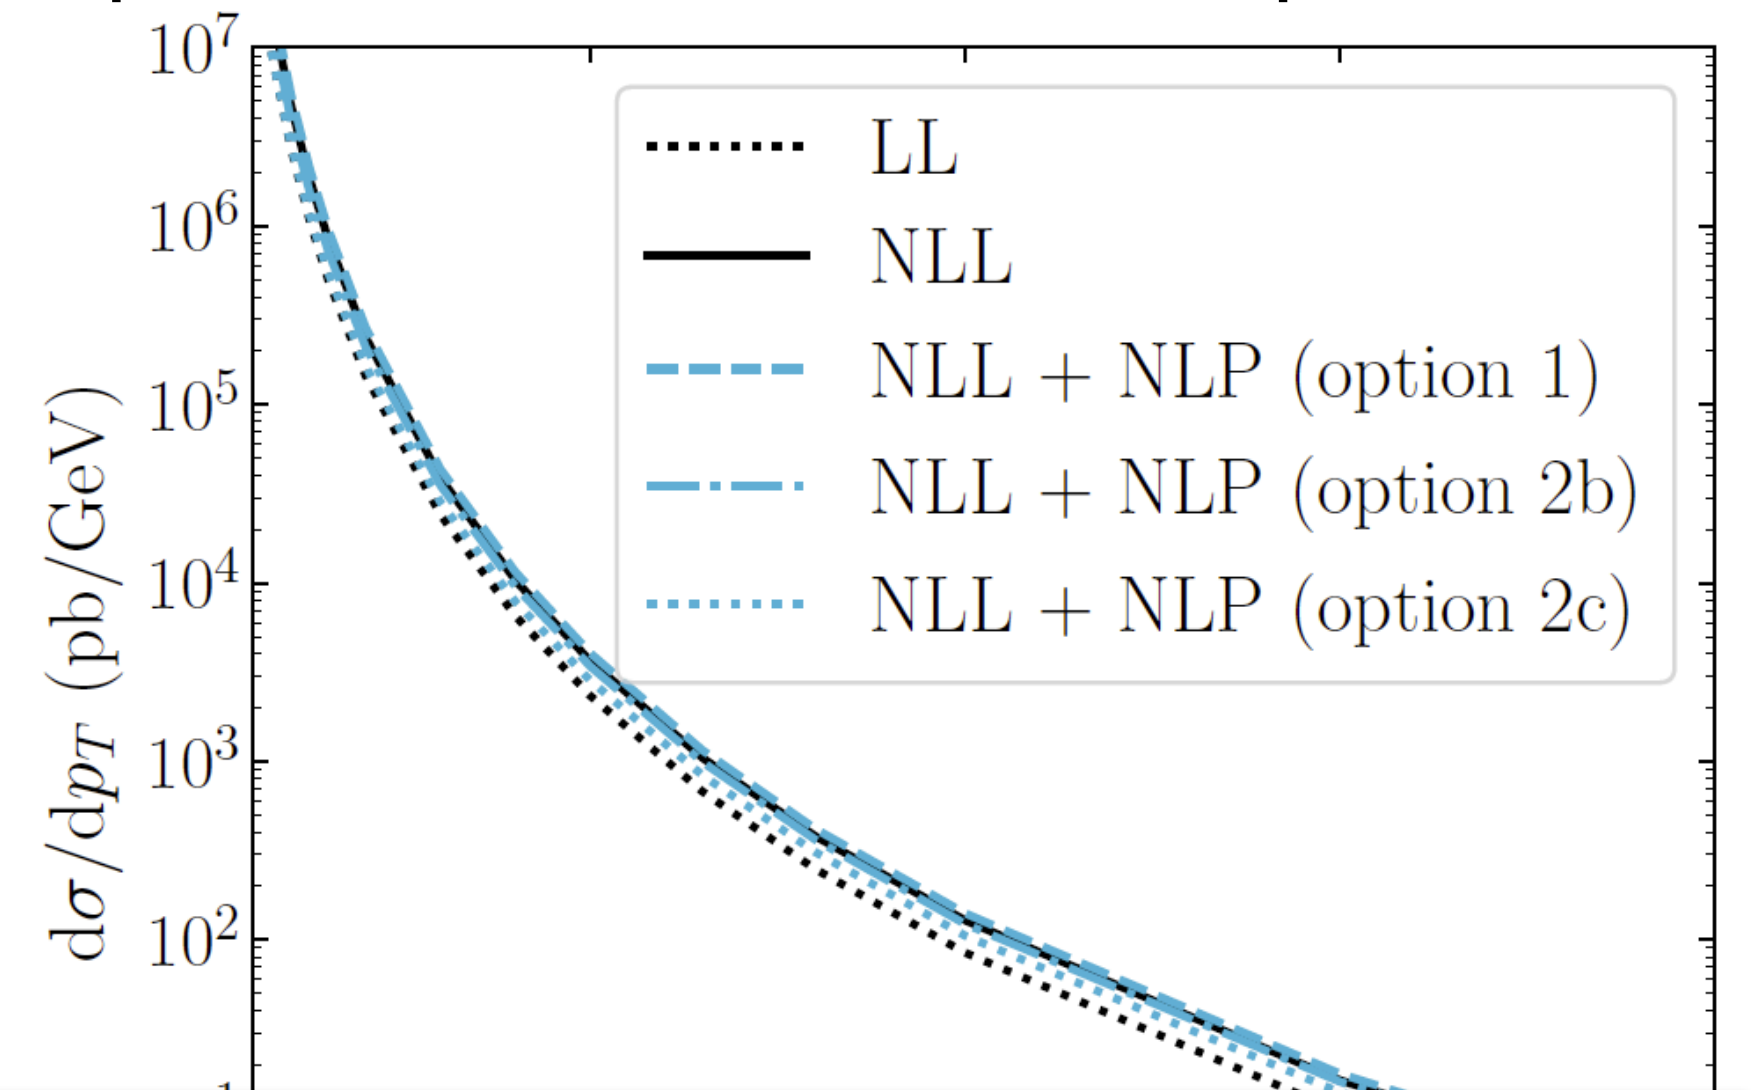 10^7
10^6
10^5
10^4
10^3
10^2
dσ/dp_T (pb/GeV)
LL
NLL
NLL + NLP (option 1)
NLL + NLP (option 2b)
NLL + NLP (option 2c)